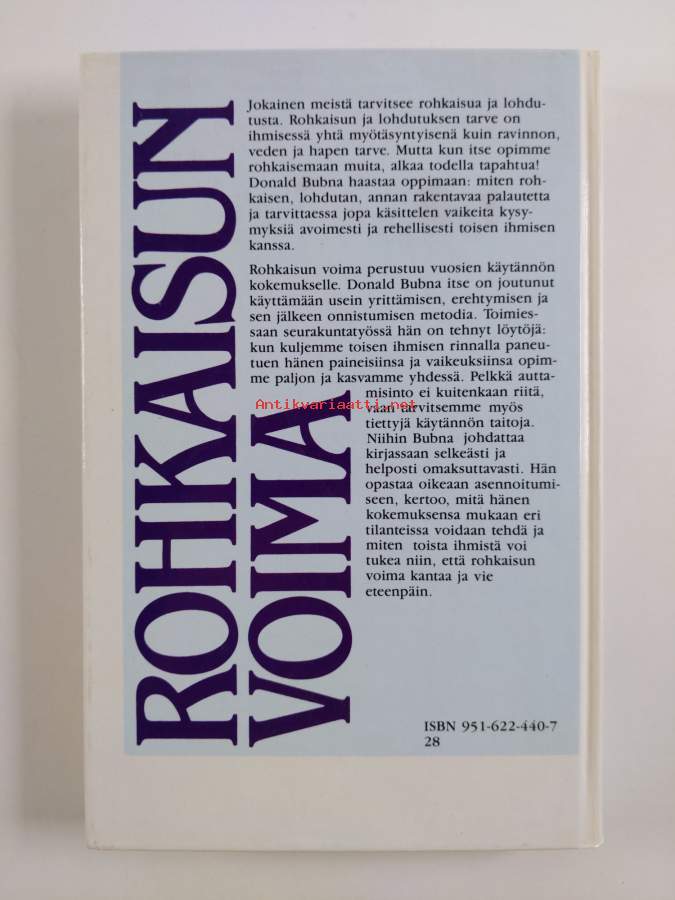 ROHKAISUN
VOIMA
Jokainen meistä tarvitsee rohkaisua ja lohdu-
tusta. Rohkaisun ja lohdutuksen tarve on
ihmisessä yhtä myötäsyntyisenä kuin ravinnon,
veden ja hapen tarve. Mutta kun itse opimme
rohkaisemaan muita, alkaa todella tapahtua!
Donald Bubna haastaa oppimaan: miten roh-
kaisen, lohdutan, annan rakentavaa palautetta
ja tarvittaessa jopa käsittelen vaikeita kysy-
myksiä avoimesti ja rehellisesti toisen ihmisen
kanssa.
Rohkaisun voima perustuu vuosien käytännön
kokemukselle. Donald Bubna itse on joutunut
käyttämään usein yrittämisen, erehtymisen ja
sen jälkeen onnistumisen metodia. Toimies-
saan seurakuntatyössä hän on tehnyt löytöjä:
kun kuljemme toisen ihmisen rinnalla paneu-
tuen hänen paineisiinsa ja vaikeuksiinsa opim-
me paljon ja kasvamme yhdessä. Pelkkä autta-
misinto ei kuitenkaan riitä,
Antikvariaatti.net
vaan tarvitsemme myös
tiettyjä käytännön taitoja.
Niihin Bubna johdattaa
kirjassaan selkeästi ja
helposti omaksuttavasti. Hän
opastaa oikeaan asennoitumi-
seen, kertoo, mitä hänen
kokemuksensa mukaan eri
tilanteissa voidaan tehdä ja
miten toista ihmistä voi
tukea niin, että rohkaisun
voima kantaa ja vie
eteenpäin.
ISBN 951-622-440-7
28